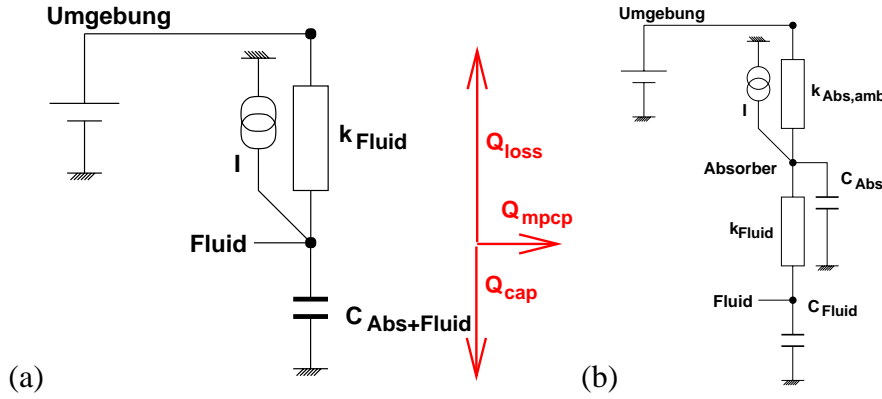 Umgebung
I
k Fluid
Fluid
C Abs+Fluid
Q loss
Q mpcp
Q cap
(a)
Umgebung
I
k Abs,amb
Absorber
C Abs
k Fluid
Fluid
C Fluid
(b)